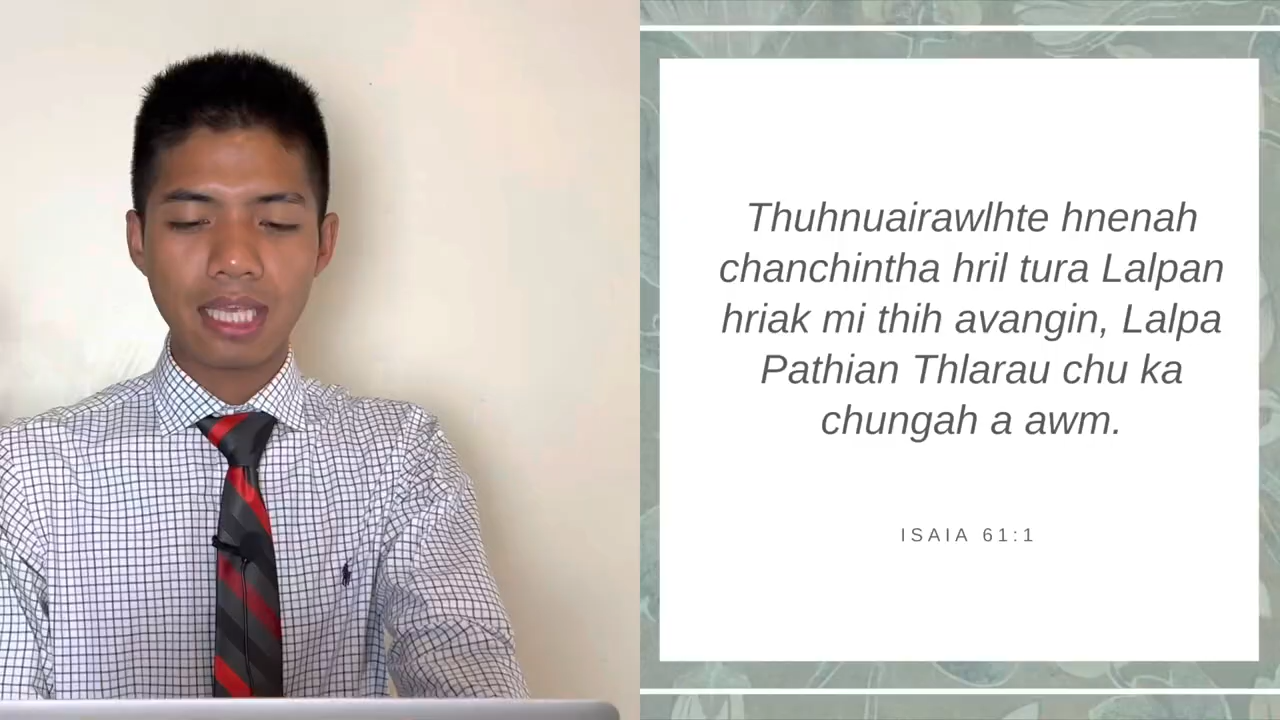 Thuhnuairawlhte hnenah
chanchintha hril tura Lalpan
hriak mi thih avangin, Lalpa
Pathian Thlarau chu ka
chungah a awm.
ISAIA 61:1